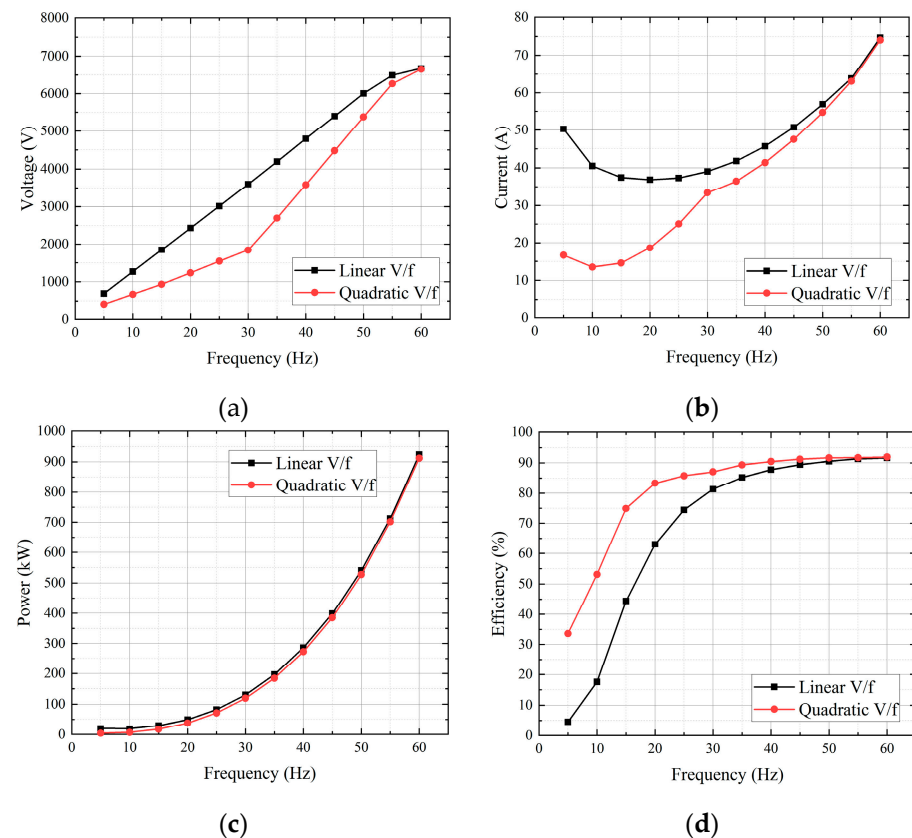 8000
7000
6000
5000
4000
3000
2000
1000
0
Voltage (V)
0 10 20 30 40 50 60
Frequency (Hz)
Linear V/f
Quadratic V/f
(a)
80
70
60
50
40
30
20
10
0
Current (A)
0 10 20 30 40 50 60
Frequency (Hz)
Linear V/f
Quadratic V/f
(b)
1000
900
800
700
600
500
400
300
200
100
0
Power (kW)
0 10 20 30 40 50 60
Frequency (Hz)
Linear V/f
Quadratic V/f
(c)
100
90
80
70
60
50
40
30
20
10
0
Efficiency (%)
0 10 20 30 40 50 60
Frequency (Hz)
Linear V/f
Quadratic V/f
(d)